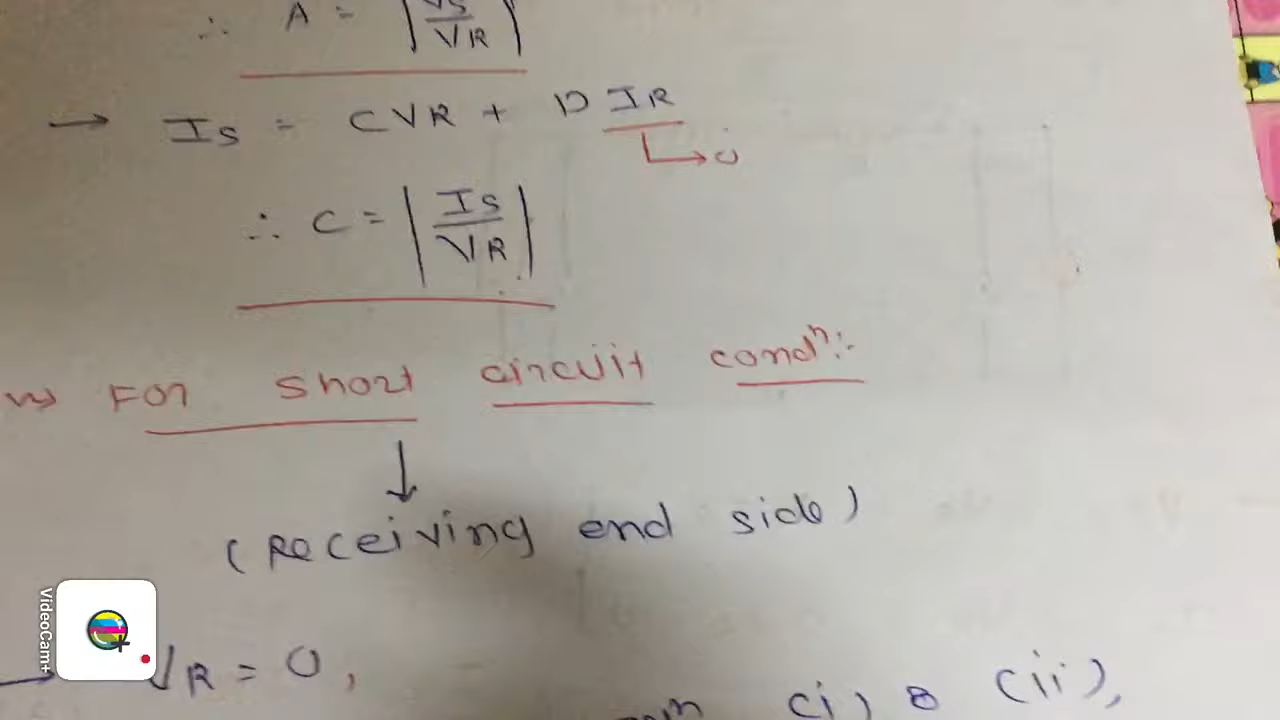 ∴ A = |VS/VR|
→ IS = CVR + DIR
↳ 0
∴ C = |IS/VR|
For short circuit condⁿ:-
↓
(Receiving end side)
→ VR = 0,
(i) & (ii),
VideoCam+